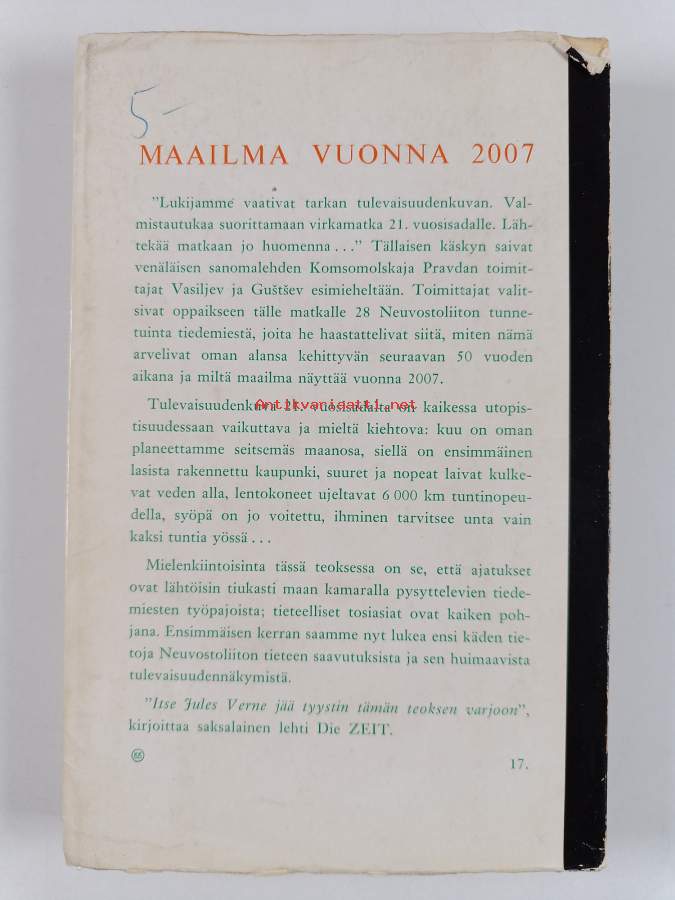 5-
MAAILMA VUONNA 2007
"Lukijamme vaativat tarkan tulevaisuudenkuvan. Val-
mistautukaa suorittamaan virkamatka 21. vuosisadalle. Läh-
tekää matkaan jo huomenna . . ." Tällaisen käskyn saivat
venäläisen sanomalehden Komsomolskaja Pravdan toimit-
tajat Vasiljev ja Guštšev esimieheltään. Toimittajat valit-
sivat oppaikseen tälle matkalle 28 Neuvostoliiton tunne-
tuinta tiedemiestä, joita he haastattelivat siitä, miten nämä
arvelivat oman alansa kehittyvän seuraavan 50 vuoden
aikana ja miltä maailma näyttää vuonna 2007.
Tulevaisuudenkuva 21. vuosisadalta on kaikessa utopis-
Antikvariaatti.net
tisuudessaan vaikuttava ja mieltä kiehtova: kuu on oman
planeettamme seitsemäs maanosa, siellä on ensimmäinen
lasista rakennettu kaupunki, suuret ja nopeat laivat kulke-
vat veden alla, lentokoneet ujeltavat 6 000 km tuntinopeu-
della, syöpä on jo voitettu, ihminen tarvitsee unta vain
kaksi tuntia yössä . . .
Mielenkiintoisinta tässä teoksessa on se, että ajatukset
ovat lähtöisin tiukasti maan kamaralla pysyttelevien tiede-
miesten työpajoista; tieteelliset tosiasiat ovat kaiken poh-
jana. Ensimmäisen kerran saamme nyt lukea ensi käden tie-
toja Neuvostoliiton tieteen saavutuksista ja sen huimaavista
tulevaisuudennäkymistä.
"Itse Jules Verne jää tyystin tämän teoksen varjoon",
kirjoittaa saksalainen lehti Die ZEIT.
17.